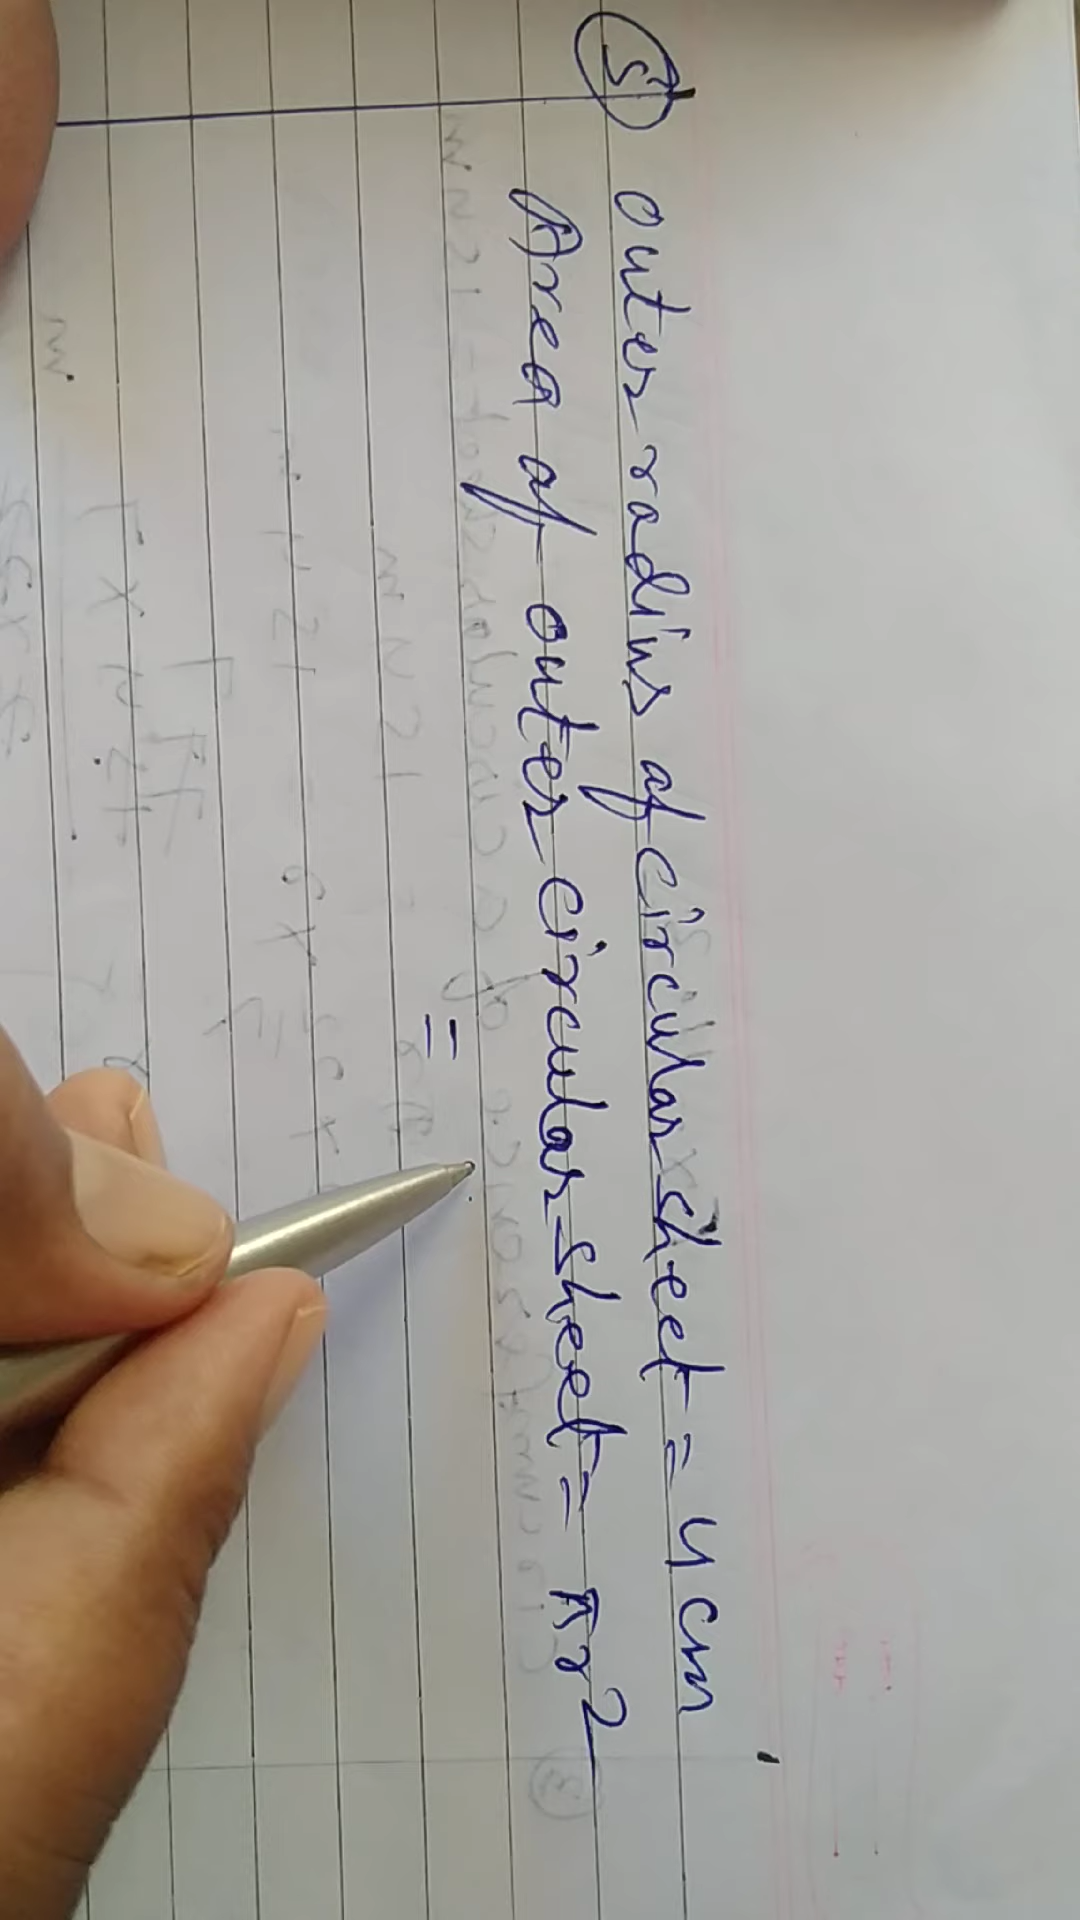 5 outer radius of circular sheet = 4 cm
Area of outer circular sheet = πr2
=